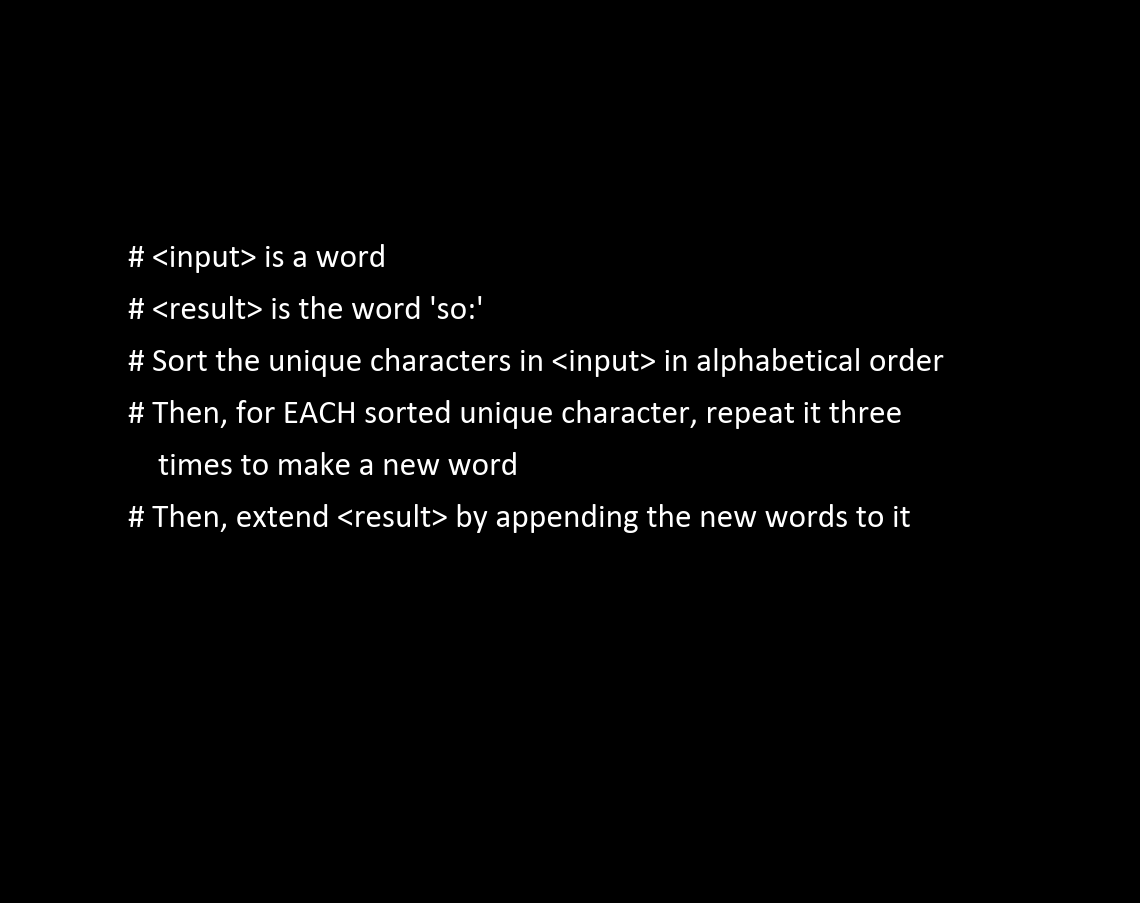 # <input> is a word
# <result> is the word 'so:'
# Sort the unique characters in <input> in alphabetical order
# Then, for EACH sorted unique character, repeat it three
times to make a new word
# Then, extend <result> by appending the new words to it